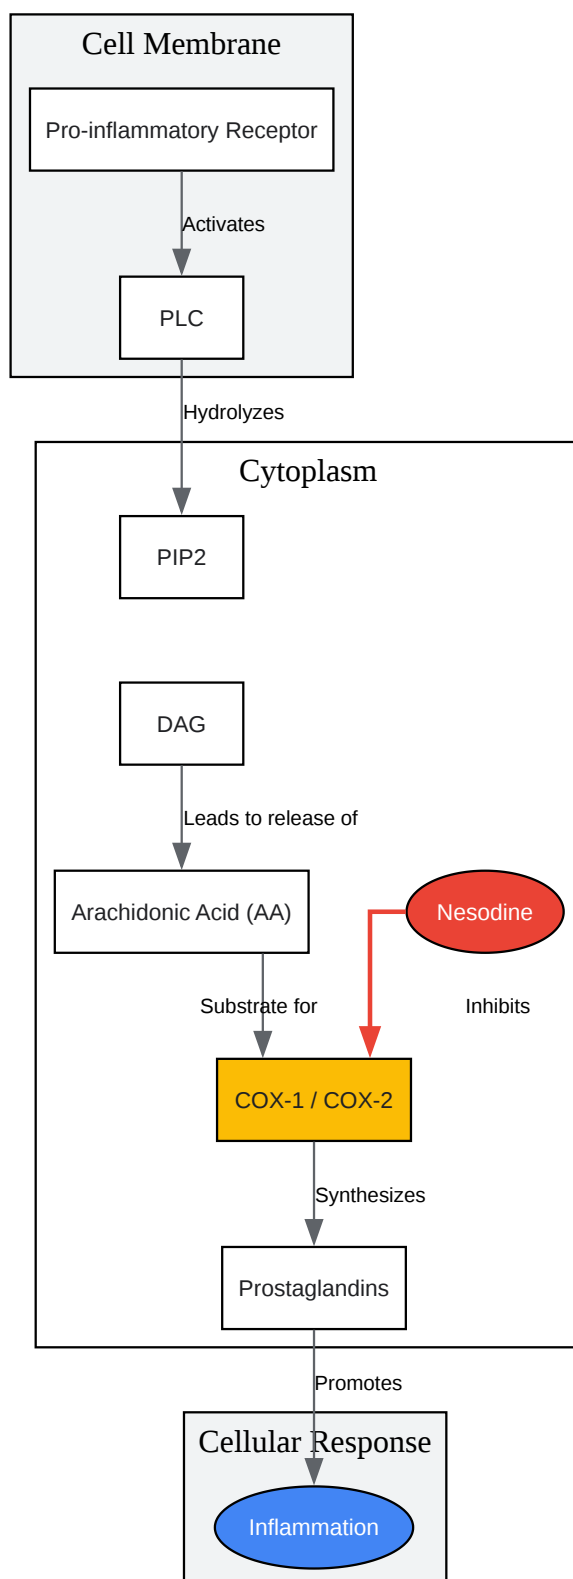 Cell Membrane
Pro-inflammatory Receptor
Activates
PLC
Hydrolyzes
Cytoplasm
PIP2
DAG
Leads to release of
Arachidonic Acid (AA)
Nesodine
Substrate for
Inhibits
COX-1 / COX-2
Synthesizes
Prostaglandins
Promotes
Cellular Response
Inflammation